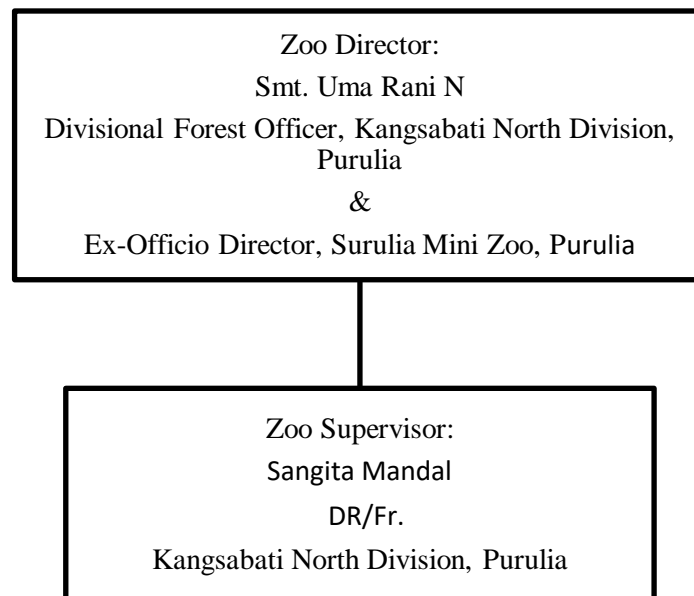 Zoo Director:
Smt. Uma Rani N
Divisional Forest Officer, Kangsabati North Division,
Purulia
&
Ex-Officio Director, Surulia Mini Zoo, Purulia
Zoo Supervisor:
Sangita Mandal
DR/Fr.
Kangsabati North Division, Purulia